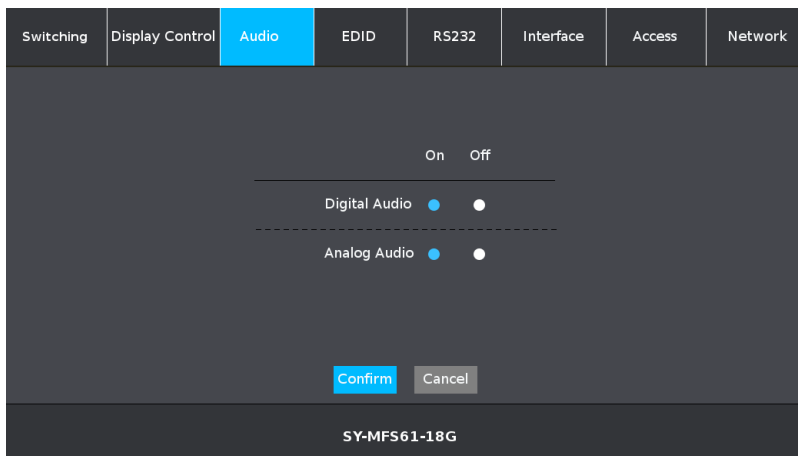 Switching Display Control Audio EDID RS232 Interface Access Network
On Off
Digital Audio
Analog Audio
Confirm Cancel
SY-MFS61-18G